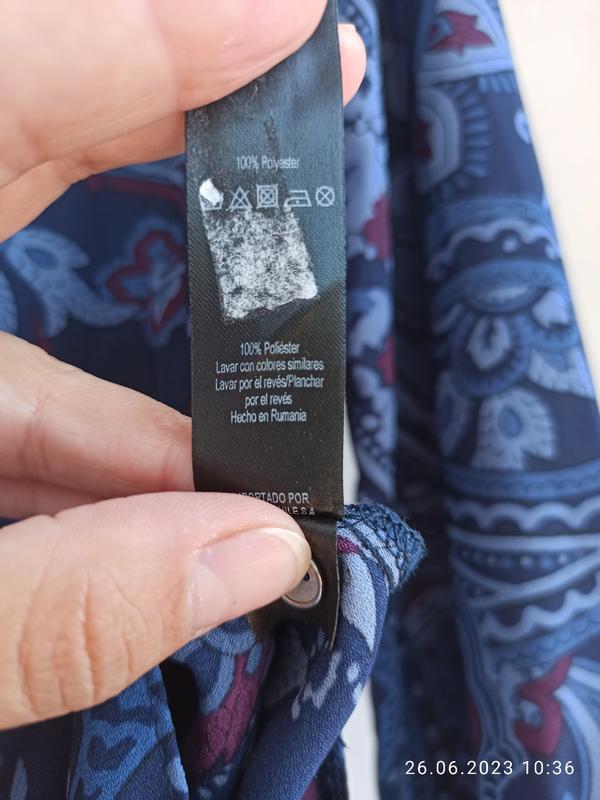 100% Polyester
100% Poliéster
Lavar con colores similares
Lavar por el revés/Planchar
por el revés
Hecho en Rumania
POR
S.A
26.06.2023 10:36